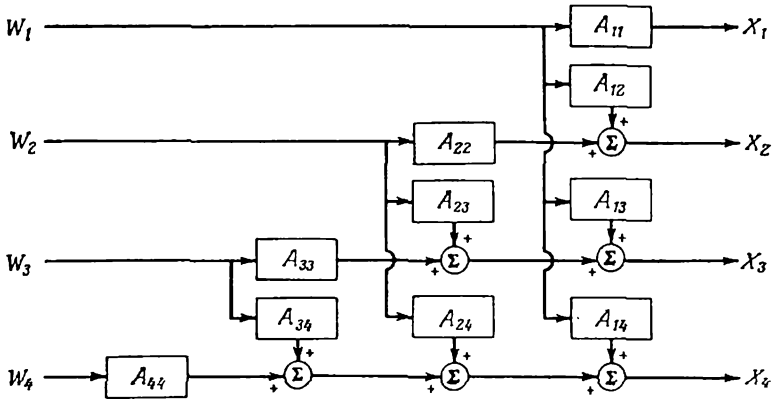 W₁ A₁₁ X₁
A₁₂
+
W₂ A₂₂ + Σ X₂
A₂₃ A₁₃
+ +
W₃ A₃₃ + Σ + Σ X₃
A₃₄ A₂₄ A₁₄
+ + +
W₄ A₄₄ + Σ + Σ + Σ X₄